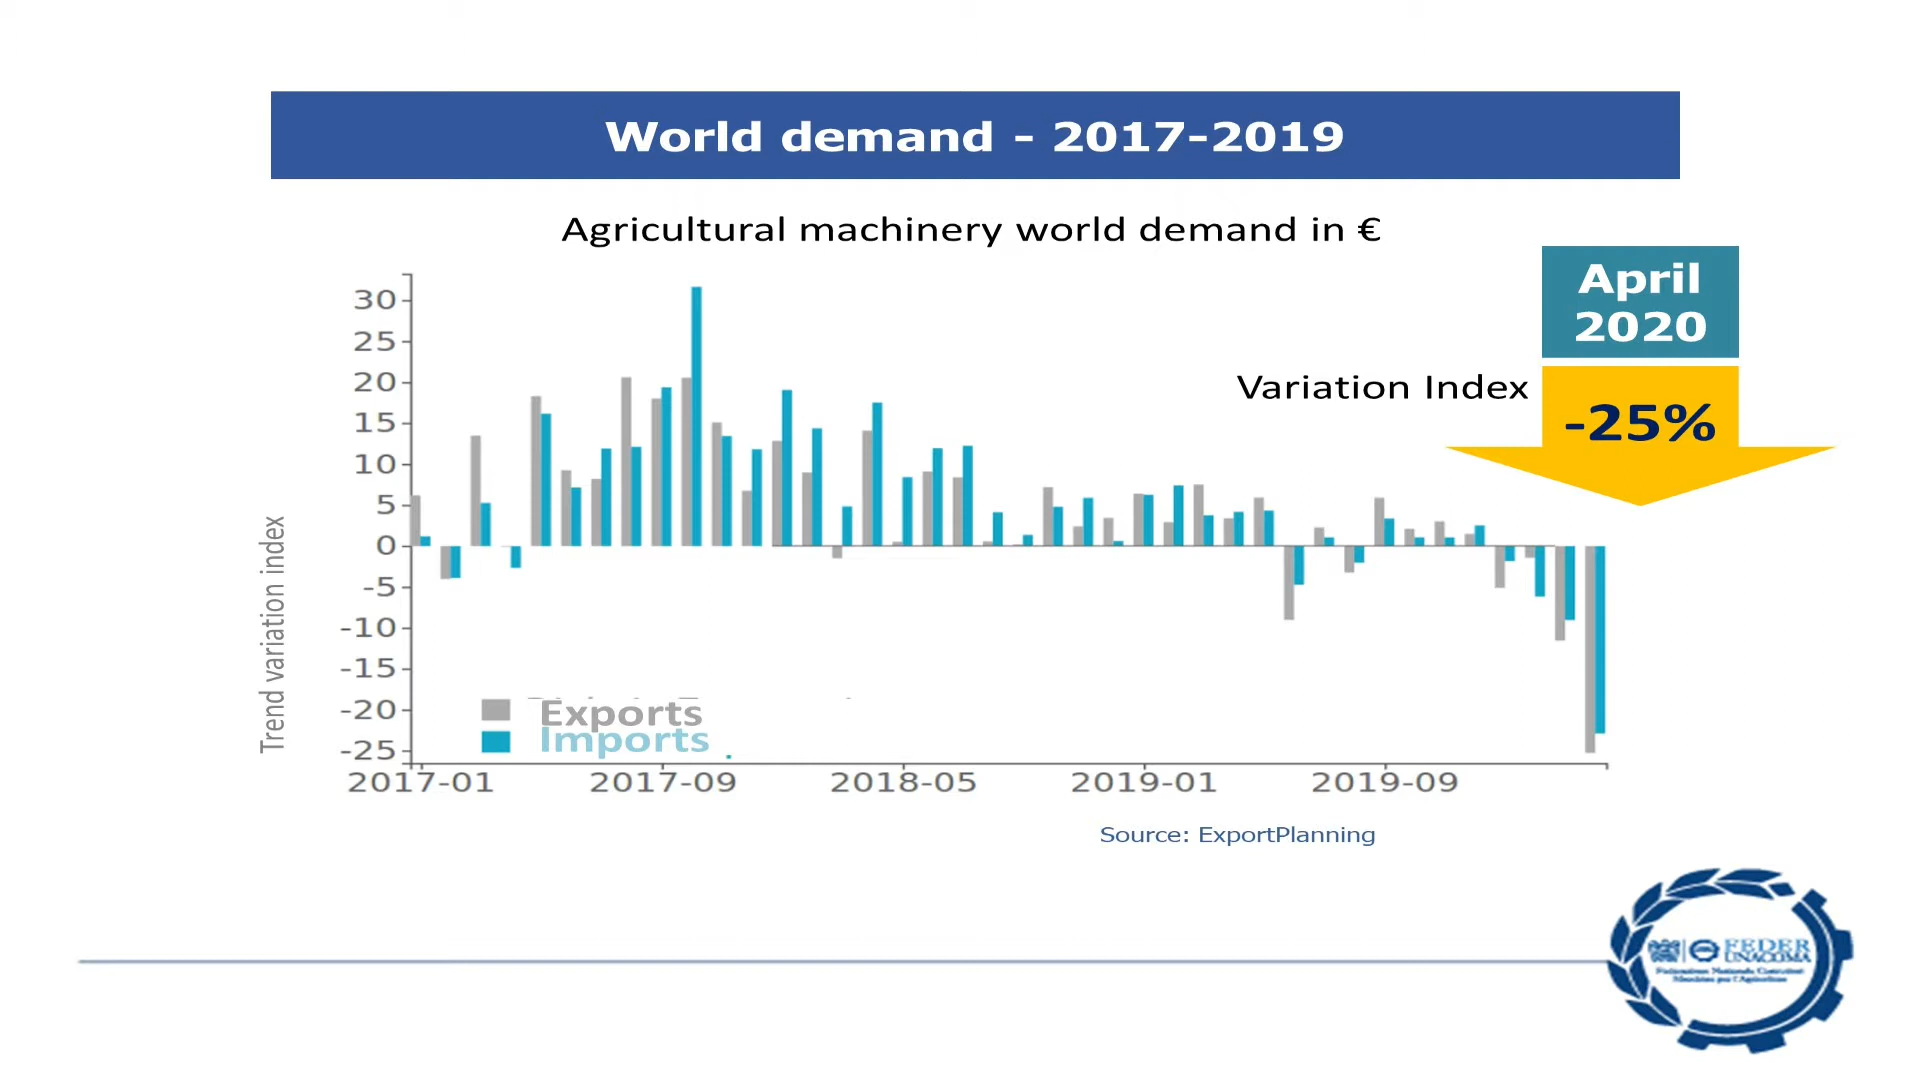 World demand - 2017-2019
Agricultural machinery world demand in €
April
2020
Variation Index
-25%
Trend variation index
30
25
20
15
10
5
0
-5
-10
-15
-20
-25
Exports
Imports
2017-01 2017-09 2018-05 2019-01 2019-09
Source: ExportPlanning
FEDER
UNACOMA